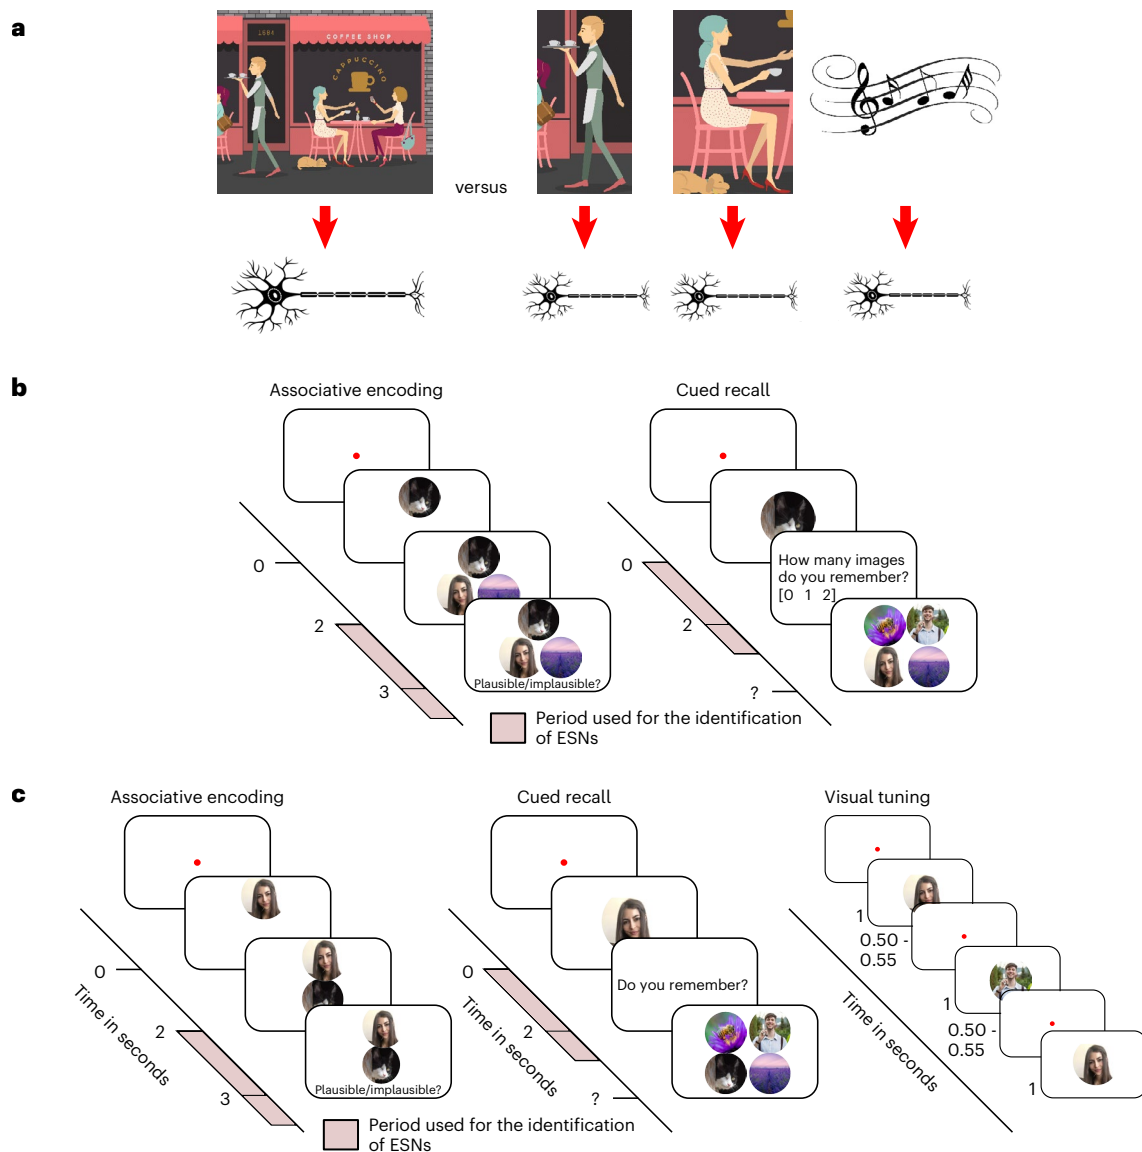 a
1884
COFFEE SHOP
CAPPUCCINO
versus
b
Associative encoding
Cued recall
How many images
do you remember?
[0 1 2]
0
2
3
Plausible/implausible?
0
2
?
Period used for the identification
of ESNs
c
Associative encoding
Cued recall
Visual tuning
0
2
3
Time in seconds
Plausible/implausible?
Do you remember?
0
2
?
Time in seconds
1
0.50 -
0.55
1
0.50 -
0.55
1
Time in seconds
Period used for the identification
of ESNs